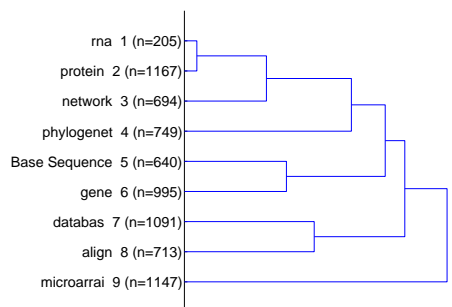 rna 1 (n=205)
protein 2 (n=1167)
network 3 (n=694)
phylogenet 4 (n=749)
Base Sequence 5 (n=640)
gene 6 (n=995)
databas 7 (n=1091)
align 8 (n=713)
microarrai 9 (n=1147)